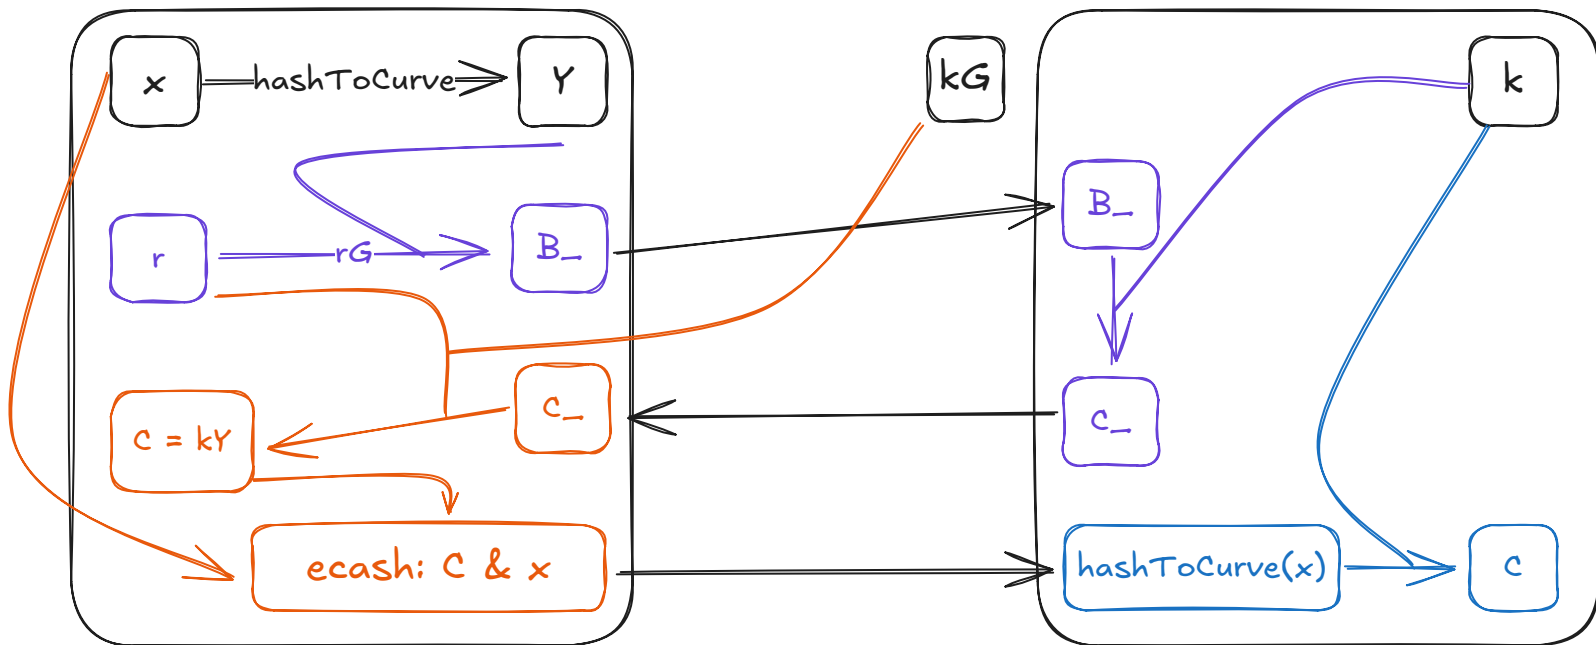 x
hashToCurve
Y
kG
k
r
rG
B_
B_
C = kY
C_
C_
ecash: C & x
hashToCurve(x)
C